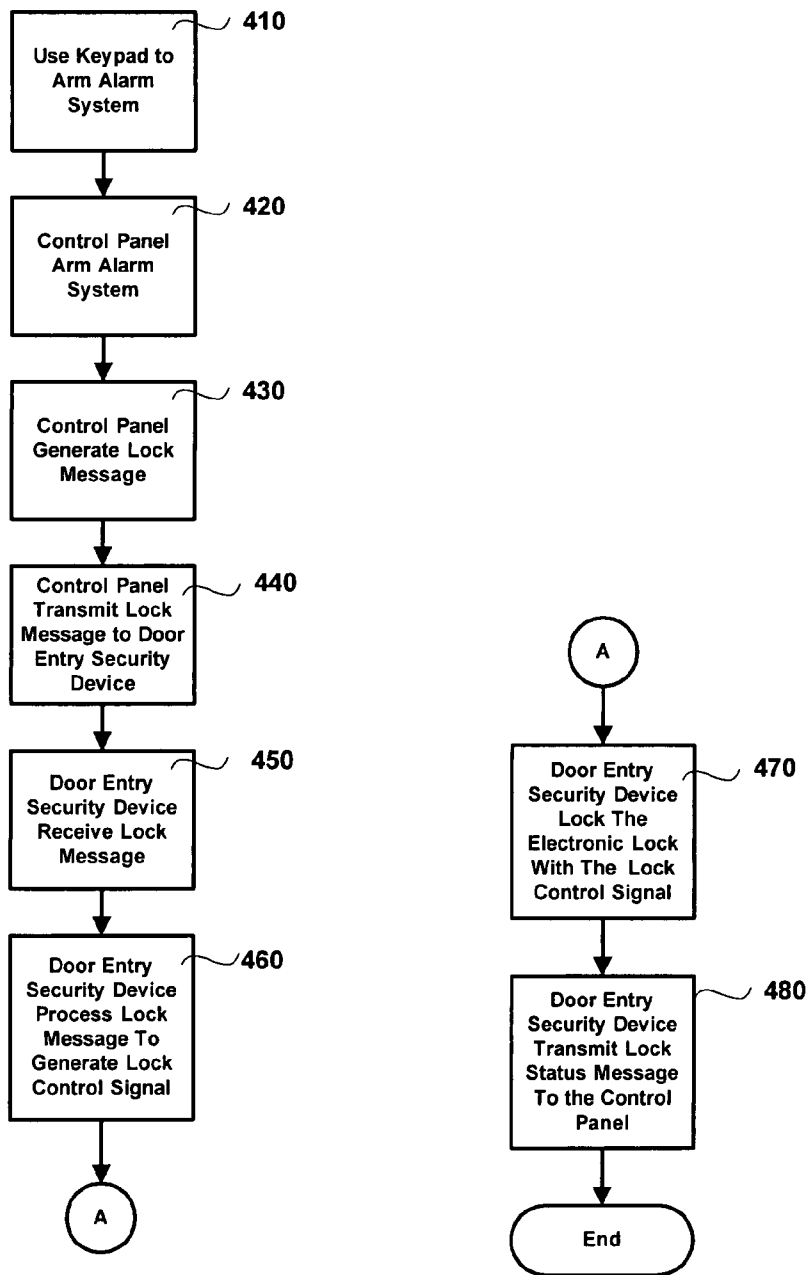 410
Use Keypad to
Arm Alarm
System
420
Control Panel
Arm Alarm
System
430
Control Panel
Generate Lock
Message
440
Control Panel
Transmit Lock
Message to Door
Entry Security
Device
450
Door Entry
Security Device
Receive Lock
Message
460
Door Entry
Security Device
Process Lock
Message To
Generate Lock
Control Signal
A
A
470
Door Entry
Security Device
Lock The
Electronic Lock
With The Lock
Control Signal
480
Door Entry
Security Device
Transmit Lock
Status Message
To the Control
Panel
End